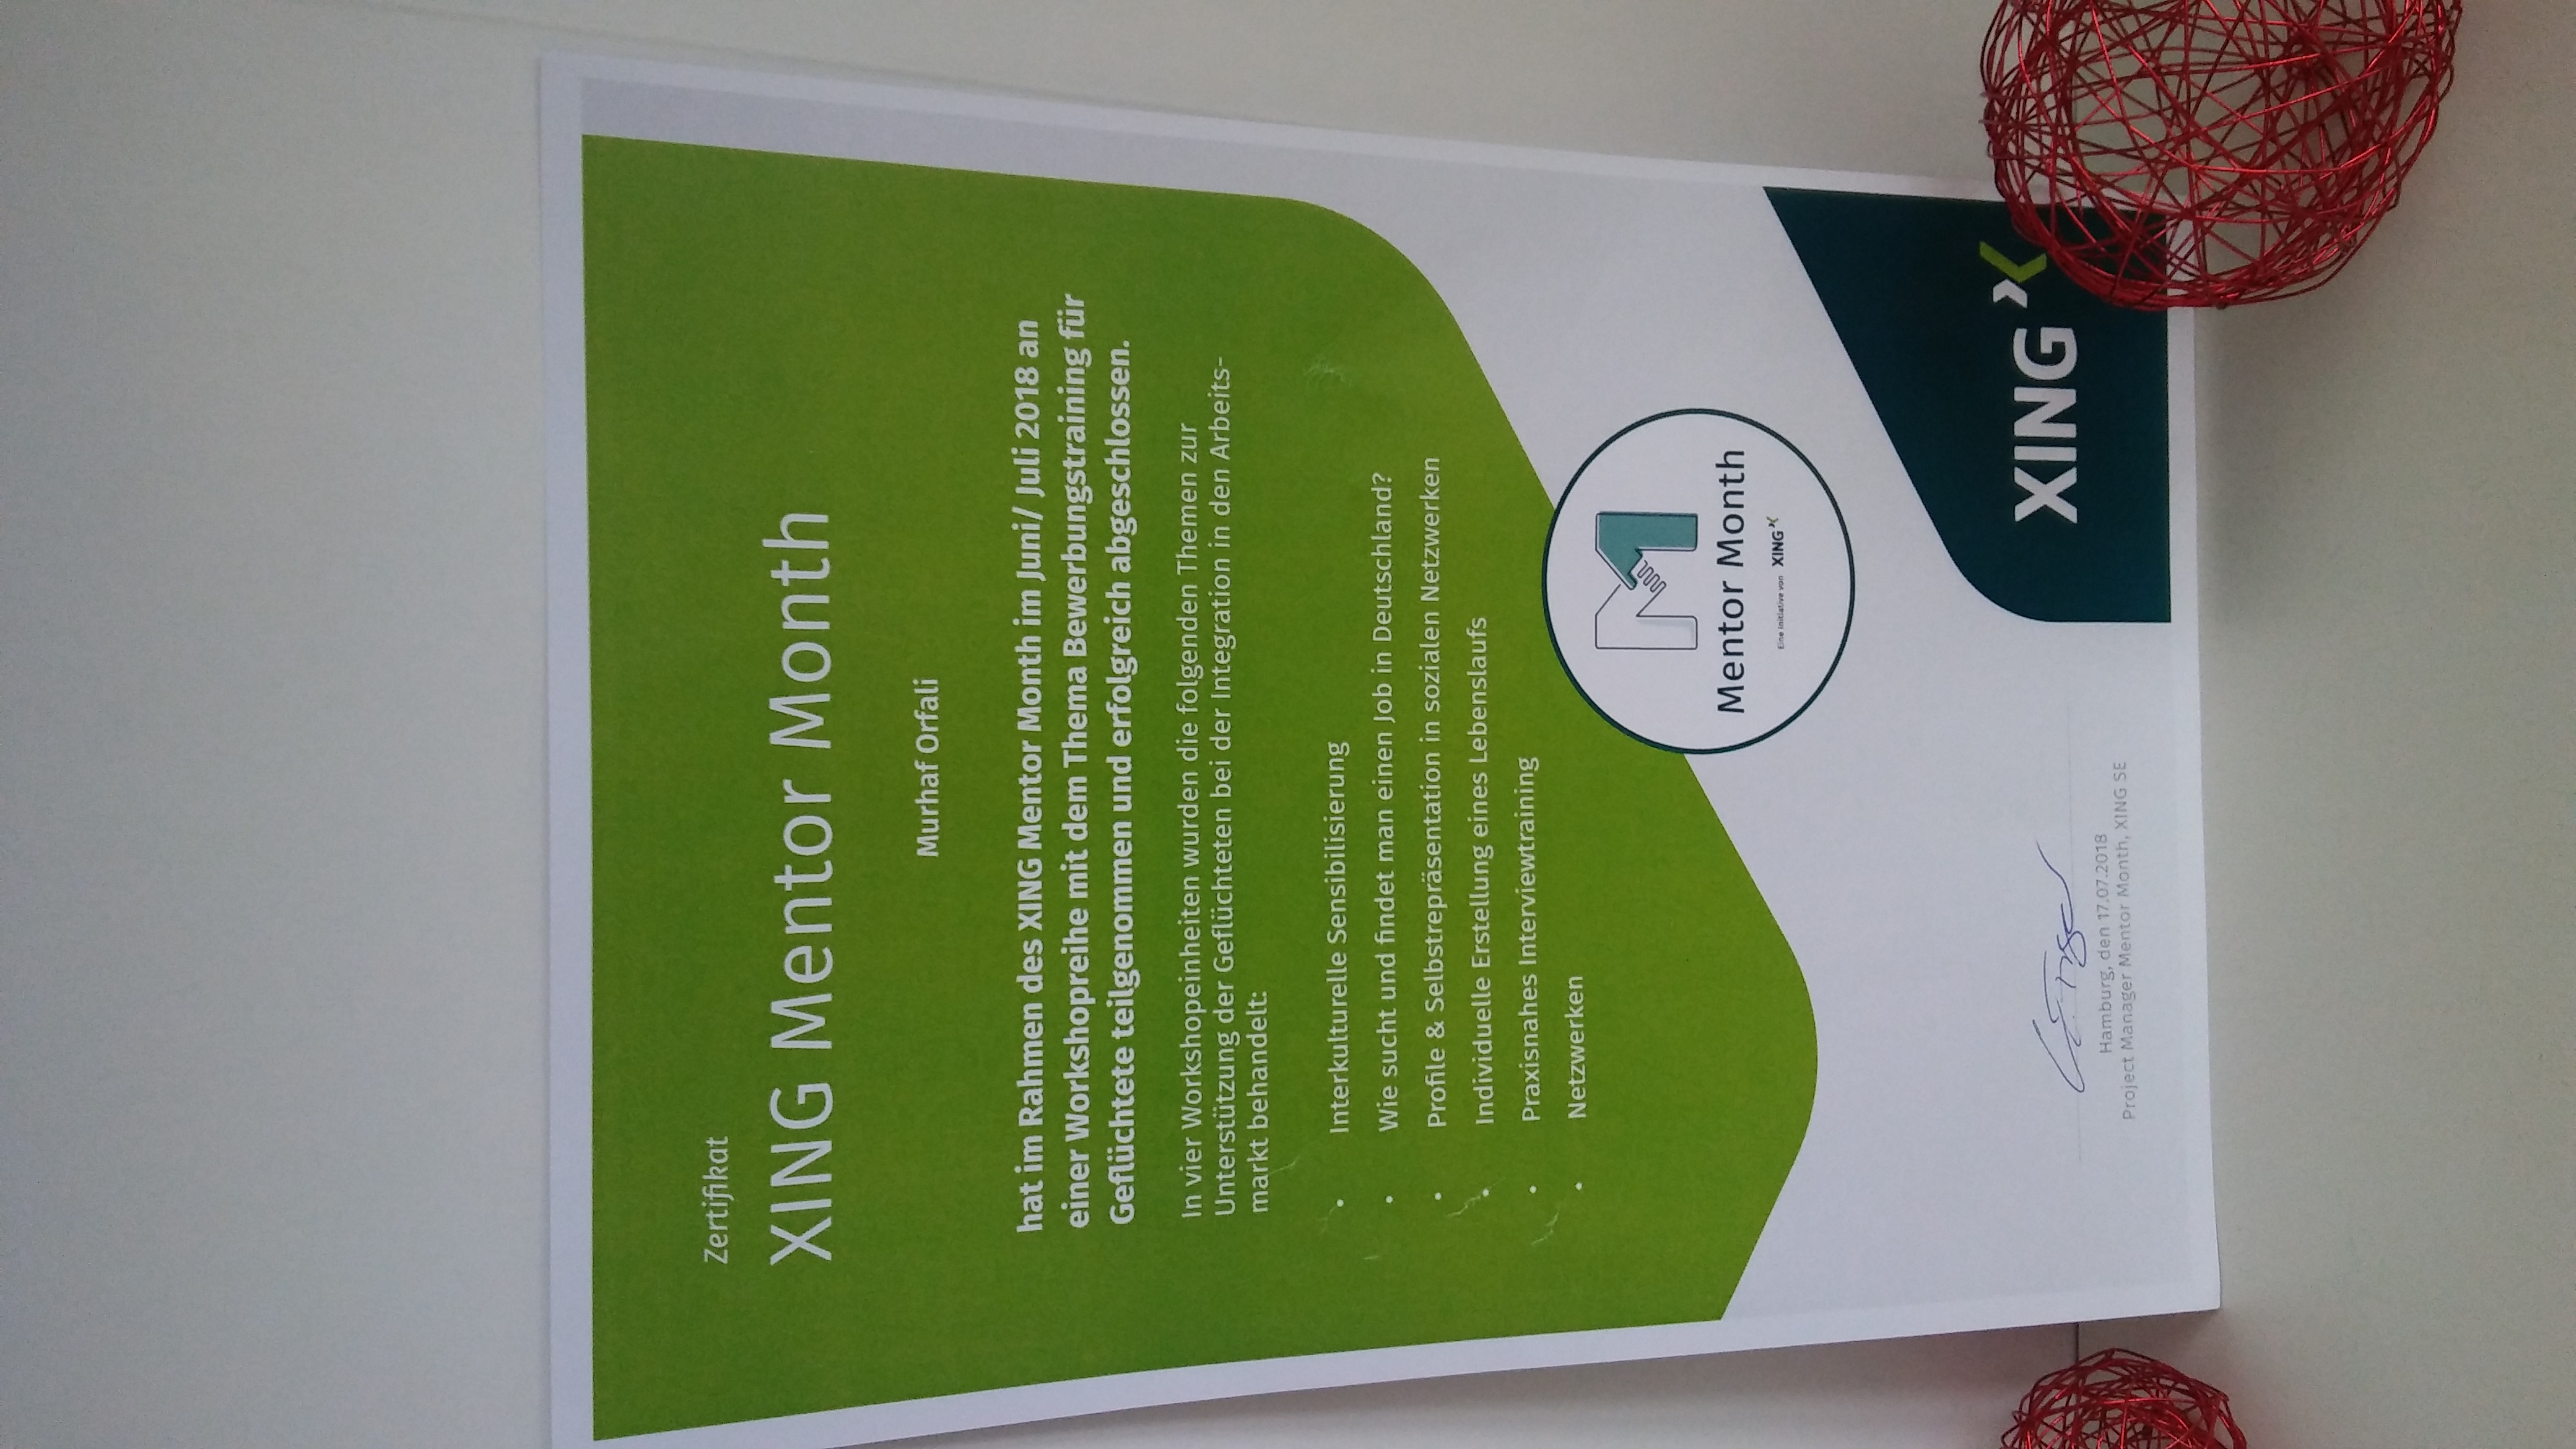 Zertifikat
XING Mentor Month
Murhaf Orfali
hat im Rahmen des XING Mentor Month im Juni/ Juli 2018 an
einer Workshopreihe mit dem Thema Bewerbungstraining für
Geflüchtete teilgenommen und erfolgreich abgeschlossen.
In vier Workshopeinheiten wurden die folgenden Themen zur
Unterstützung der Geflüchteten bei der Integration in den Arbeits-
markt behandelt:
• Interkulturelle Sensibilisierung
• Wie sucht und findet man einen Job in Deutschland?
• Profile & Selbstrepräsentation in sozialen Netzwerken
• Individuelle Erstellung eines Lebenslaufs
• Praxisnahes Interviewtraining
• Netzwerken
M
Mentor Month
Eine Initiative von XING
XING
Hamburg, den 17.07.2018
Project Manager Mentor Month, XING SE